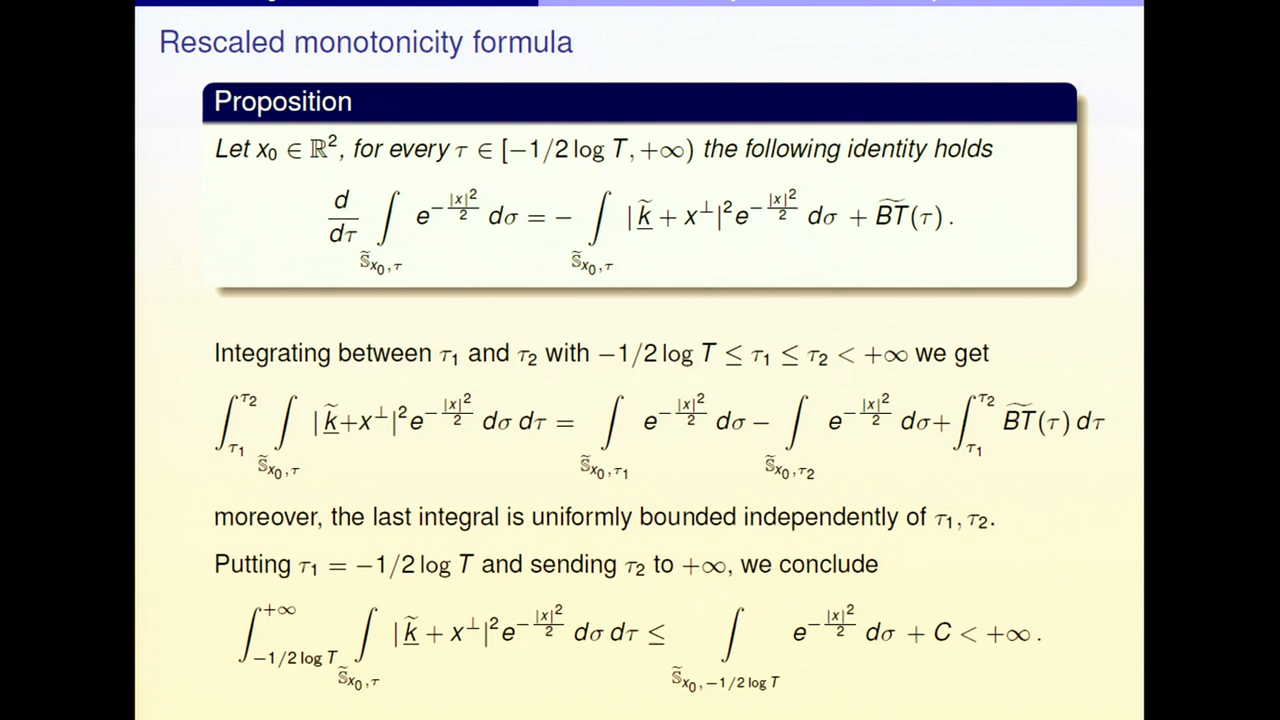 Rescaled monotonicity formula
Proposition
Let x₀ ∈ ℝ², for every τ ∈ [−1/2 log T, +∞) the following identity holds
d/dτ ∫_{S̃_{x₀,τ}} e^{−|x|²/2} dσ = − ∫_{S̃_{x₀,τ}} |k̲̃ + x^⊥|² e^{−|x|²/2} dσ + B̃T̃(τ) .
Integrating between τ₁ and τ₂ with −1/2 log T ≤ τ₁ ≤ τ₂ < +∞ we get
∫_{τ₁}^{τ₂} ∫_{S̃_{x₀,τ}} |k̲̃+x^⊥|² e^{−|x|²/2} dσ dτ = ∫_{S̃_{x₀,τ₁}} e^{−|x|²/2} dσ − ∫_{S̃_{x₀,τ₂}} e^{−|x|²/2} dσ + ∫_{τ₁}^{τ₂} B̃T̃(τ) dτ
moreover, the last integral is uniformly bounded independently of τ₁, τ₂.
Putting τ₁ = −1/2 log T and sending τ₂ to +∞, we conclude
∫_{−1/2 log T}^{+∞} ∫_{S̃_{x₀,τ}} |k̲̃ + x^⊥|² e^{−|x|²/2} dσ dτ ≤ ∫_{S̃_{x₀,−1/2 log T}} e^{−|x|²/2} dσ + C < +∞ .